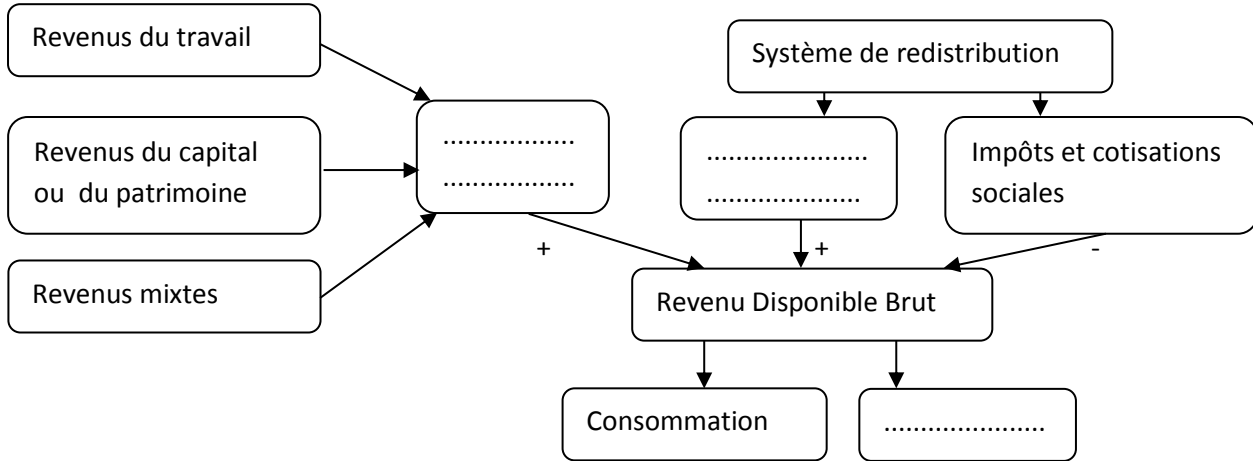 Revenus du travail
Système de redistribution
..................
..................
Revenus du capital
ou du patrimoine
......................
.....................
Impôts et cotisations
sociales
+
+
-
Revenus mixtes
Revenu Disponible Brut
Consommation
......................